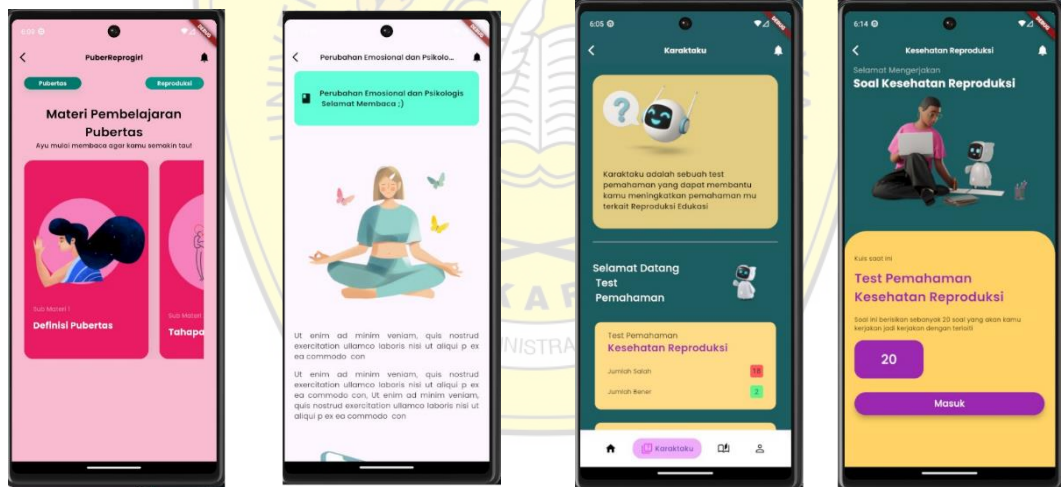 6:04
DEBUG
PuberReprogirl
Pubertas
Reproduksi
Materi Pembelajaran
Pubertas
Ayu mulai membaca agar kamu semakin tau!
Sub Materi 1
Definisi Pubertas
Sub Materi
Tahapa
Perubahan Emosional dan Psikolo...
Perubahan Emosional dan Psikologis
Selamat Membaca ;)
Ut enim ad minim veniam, quis nostrud
exercitation ullamco laboris nisi ut aliqui p ex
ea commodo con
Ut enim ad minim veniam, quis nostrud
exercitation ullamco laboris nisi ut aliqui p ex
ea commodo con, Ut enim ad minim veniam,
quis nostrud exercitation ullamco laboris nisi ut
aliqui p ex ea commodo con
6:05
DEBUG
Karaktaku
Karaktaku adalah sebuah test
pemahaman yang dapat membantu
kamu meningkatkan pemahaman mu
terkait Reproduksi Edukasi
Selamat Datang
Test
Pemahaman
Test Pemahaman
Kesehatan Reproduksi
Jumlah Salah
18
Jumlah Benar
2
Karaktaku
6:14
DEBUG
Kesehatan Reproduksi
Selamat Mengerjakan
Soal Kesehatan Reproduksi
Kuis saat ini
Test Pemahaman
Kesehatan Reproduksi
Soal ini berisikan sebanyak 20 soal yang akan kamu
kerjakan jadi kerjakan dengan teliti
20
Masuk